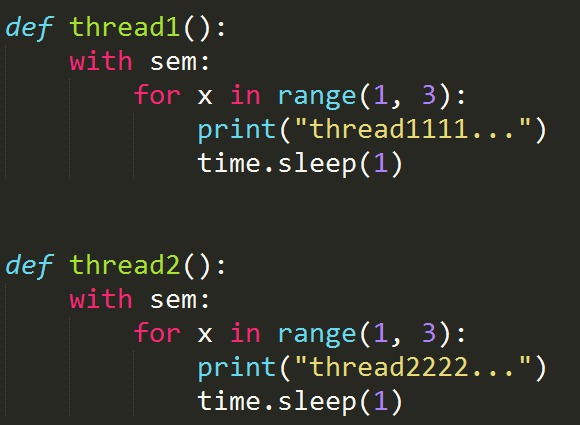 def thread1():
    with sem:
        for x in range(1, 3):
            print("thread1111...")
            time.sleep(1)

def thread2():
    with sem:
        for x in range(1, 3):
            print("thread2222...")
            time.sleep(1)